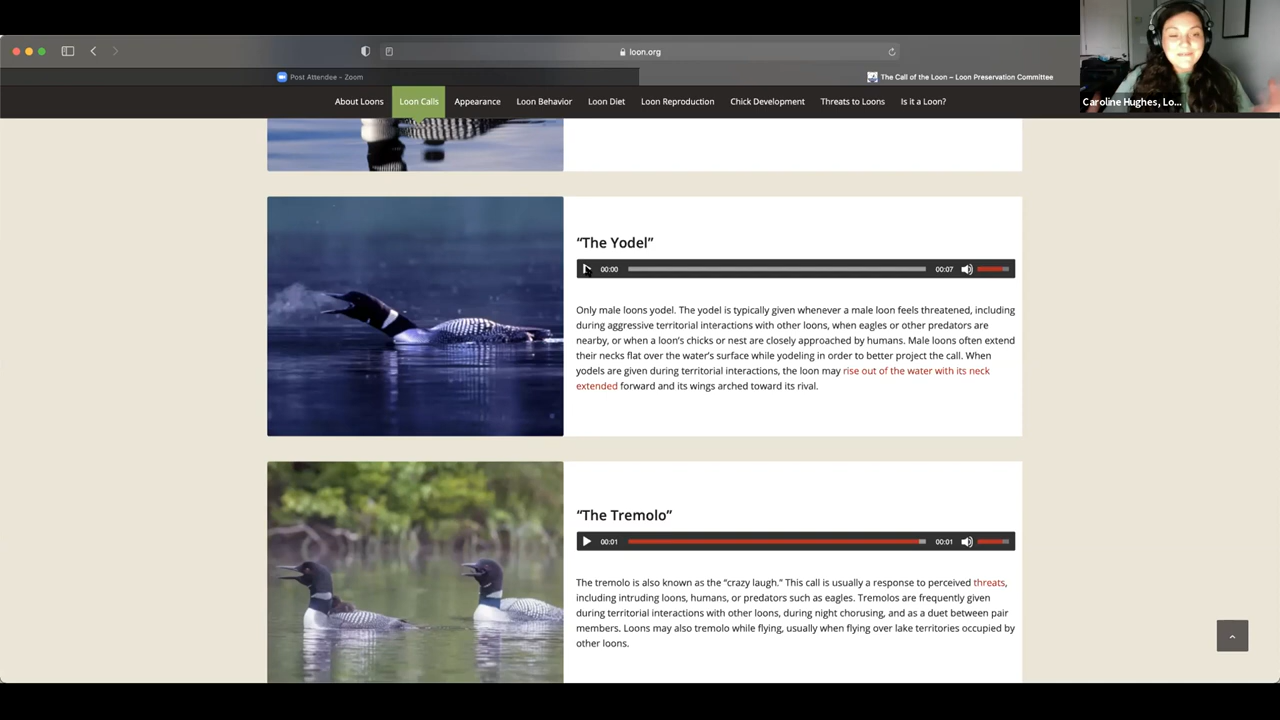 loon.org
Post Attendee – Zoom
The Call of the Loon – Loon Preservation Committee
Caroline Hughes, Lo...
About Loons
Loon Calls
Appearance
Loon Behavior
Loon Diet
Loon Reproduction
Chick Development
Threats to Loons
Is it a Loon?
“The Yodel”
00:00
00:07
Only male loons yodel. The yodel is typically given whenever a male loon feels threatened, including
during aggressive territorial interactions with other loons, when eagles or other predators are
nearby, or when a loon’s chicks or nest are closely approached by humans. Male loons often extend
their necks flat over the water’s surface while yodeling in order to better project the call. When
yodels are given during territorial interactions, the loon may rise out of the water with its neck
extended forward and its wings arched toward its rival.
“The Tremolo”
00:01
00:01
The tremolo is also known as the “crazy laugh.” This call is usually a response to perceived threats,
including intruding loons, humans, or predators such as eagles. Tremolos are frequently given
during territorial interactions with other loons, during night chorusing, and as a duet between pair
members. Loons may also tremolo while flying, usually when flying over lake territories occupied by
other loons.